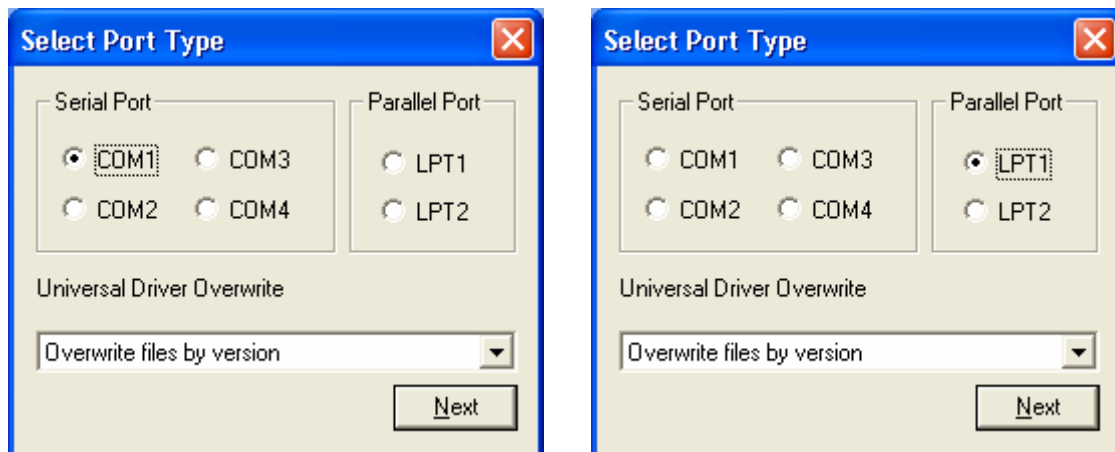 Select Port Type
Serial Port
Parallel Port
COM1
COM3
LPT1
COM2
COM4
LPT2
Universal Driver Overwrite
Overwrite files by version
Next
Select Port Type
Serial Port
Parallel Port
COM1
COM3
LPT1
COM2
COM4
LPT2
Universal Driver Overwrite
Overwrite files by version
Next